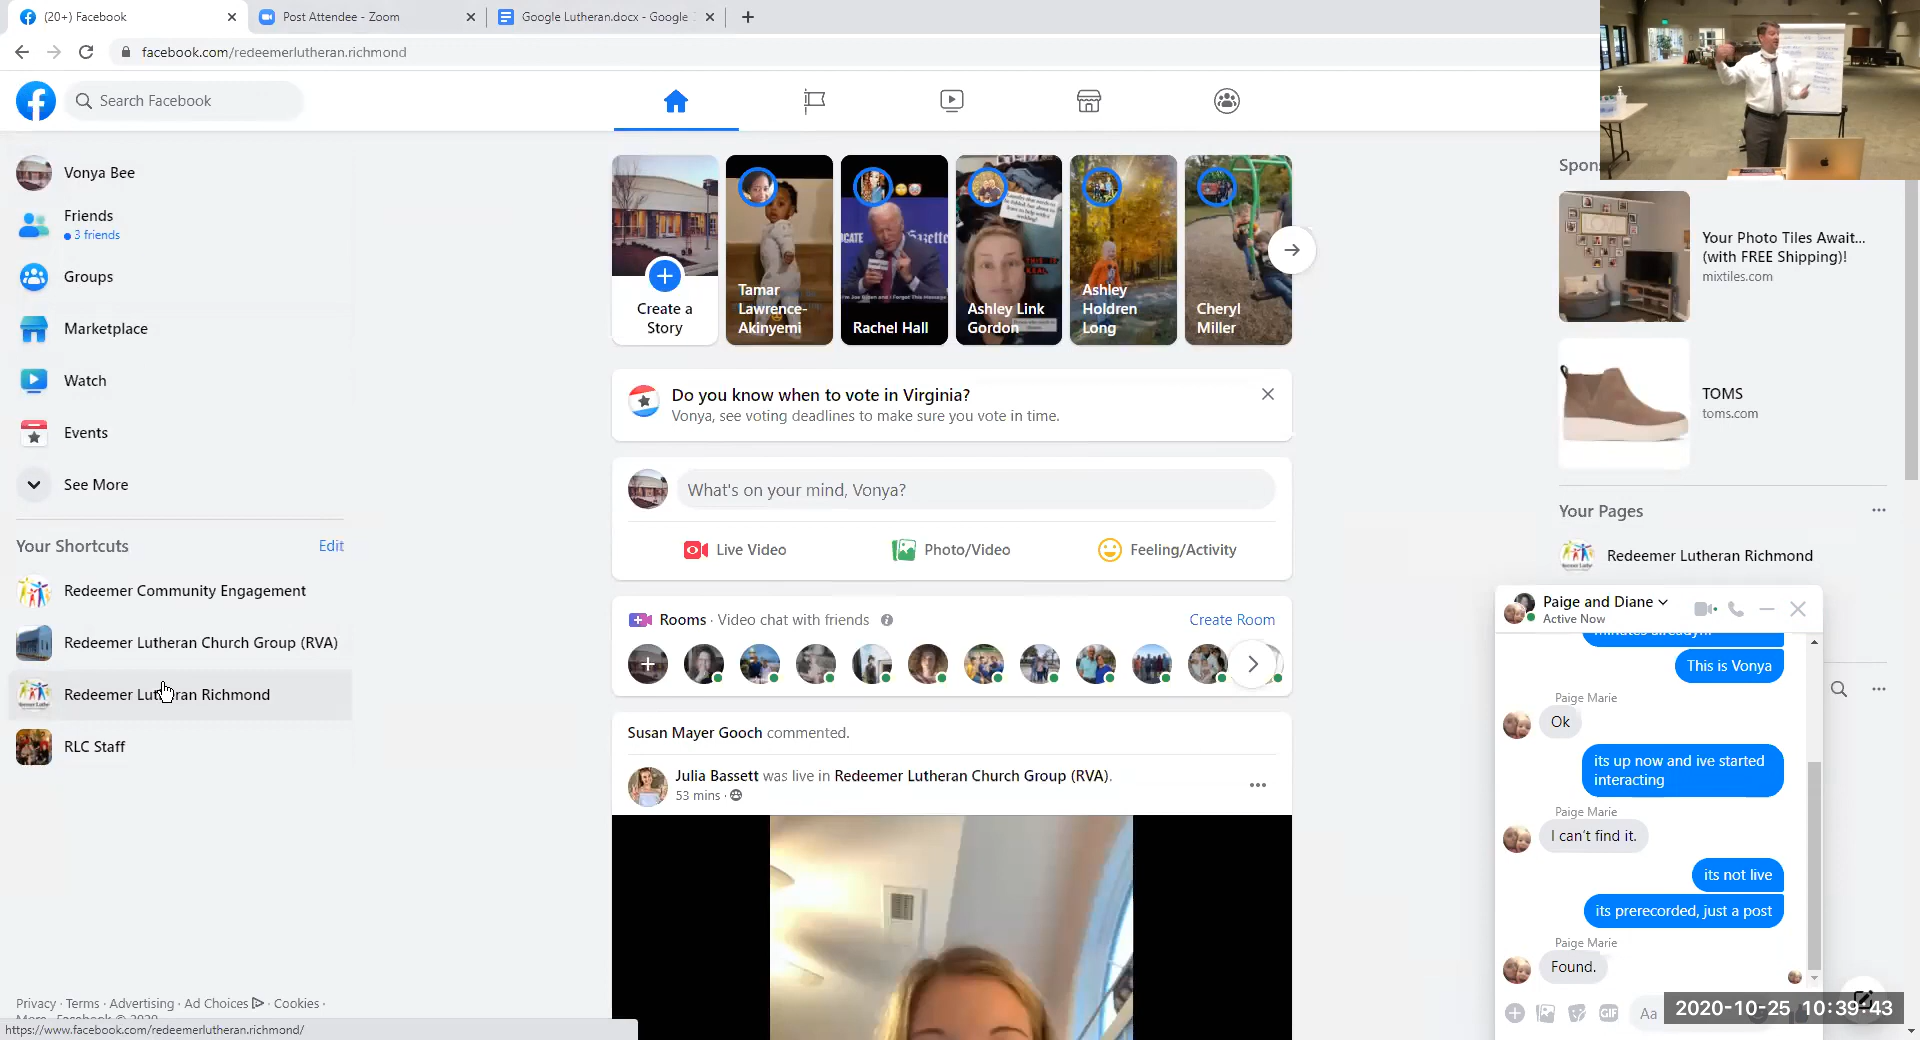 (20+) Facebook
Post Attendee - Zoom
Google Lutheran.docx - Google
facebook.com/redeemerlutheran.richmond
Search Facebook
Vonya Bee
Friends
3 friends
Groups
Marketplace
Watch
Events
See More
Your Shortcuts
Edit
Redeemer Community Engagement
Redeemer Lutheran Church Group (RVA)
Redeemer Lutheran Richmond
RLC Staff
Privacy · Terms · Advertising · Ad Choices · Cookies ·
More · Facebook © 2020
https://www.facebook.com/redeemerlutheran.richmond/
Create a
Story
Tamar
Lawrence-
Akinyemi
Rachel Hall
Ashley Link
Gordon
Ashley
Holdren
Long
Cheryl
Miller
Do you know when to vote in Virginia?
Vonya, see voting deadlines to make sure you vote in time.
What's on your mind, Vonya?
Live Video
Photo/Video
Feeling/Activity
Rooms · Video chat with friends
Create Room
Susan Mayer Gooch commented.
Julia Bassett was live in Redeemer Lutheran Church Group (RVA).
53 mins ·
Spons
Your Photo Tiles Await...
(with FREE Shipping)!
mixtiles.com
TOMS
toms.com
Your Pages
Redeemer Lutheran Richmond
Paige and Diane
Active Now
minutes already!!
This is Vonya
Paige Marie
Ok
its up now and ive started
interacting
Paige Marie
I can't find it.
its not live
its prerecorded, just a post
Paige Marie
Found.
GIF
Aa
2020-10-25 10:39:43